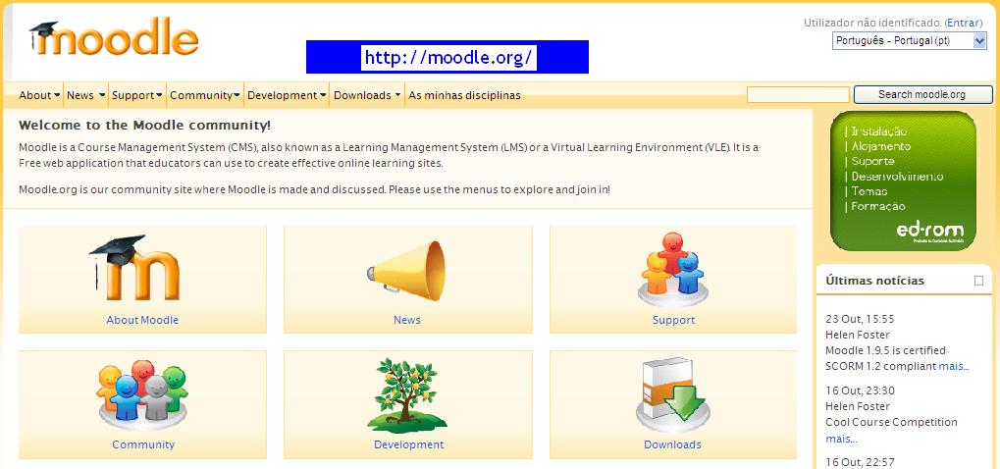 moodle
http://moodle.org/
Utilizador não identificado. (Entrar)
Português - Portugal (pt)
About News Support Community Development Downloads As minhas disciplinas
Search moodle.org
Welcome to the Moodle community!
Moodle is a Course Management System (CMS), also known as a Learning Management System (LMS) or a Virtual Learning Environment (VLE). It is a
Free web application that educators can use to create effective online learning sites.
Moodle.org is our community site where Moodle is made and discussed. Please use the menus to explore and join in!
m
About Moodle
News
Support
Community
Development
Downloads
| Instalação
| Alojamento
| Suporte
| Desenvolvimento
| Temas
| Formação
ed-rom
Produção de Conteúdos Multimédia
Últimas notícias
23 Out, 15:55
Helen Foster
Moodle 1.9.5 is certified
SCORM 1.2 compliant mais...
16 Out, 23:30
Helen Foster
Cool Course Competition
mais...
16 Out, 22:57